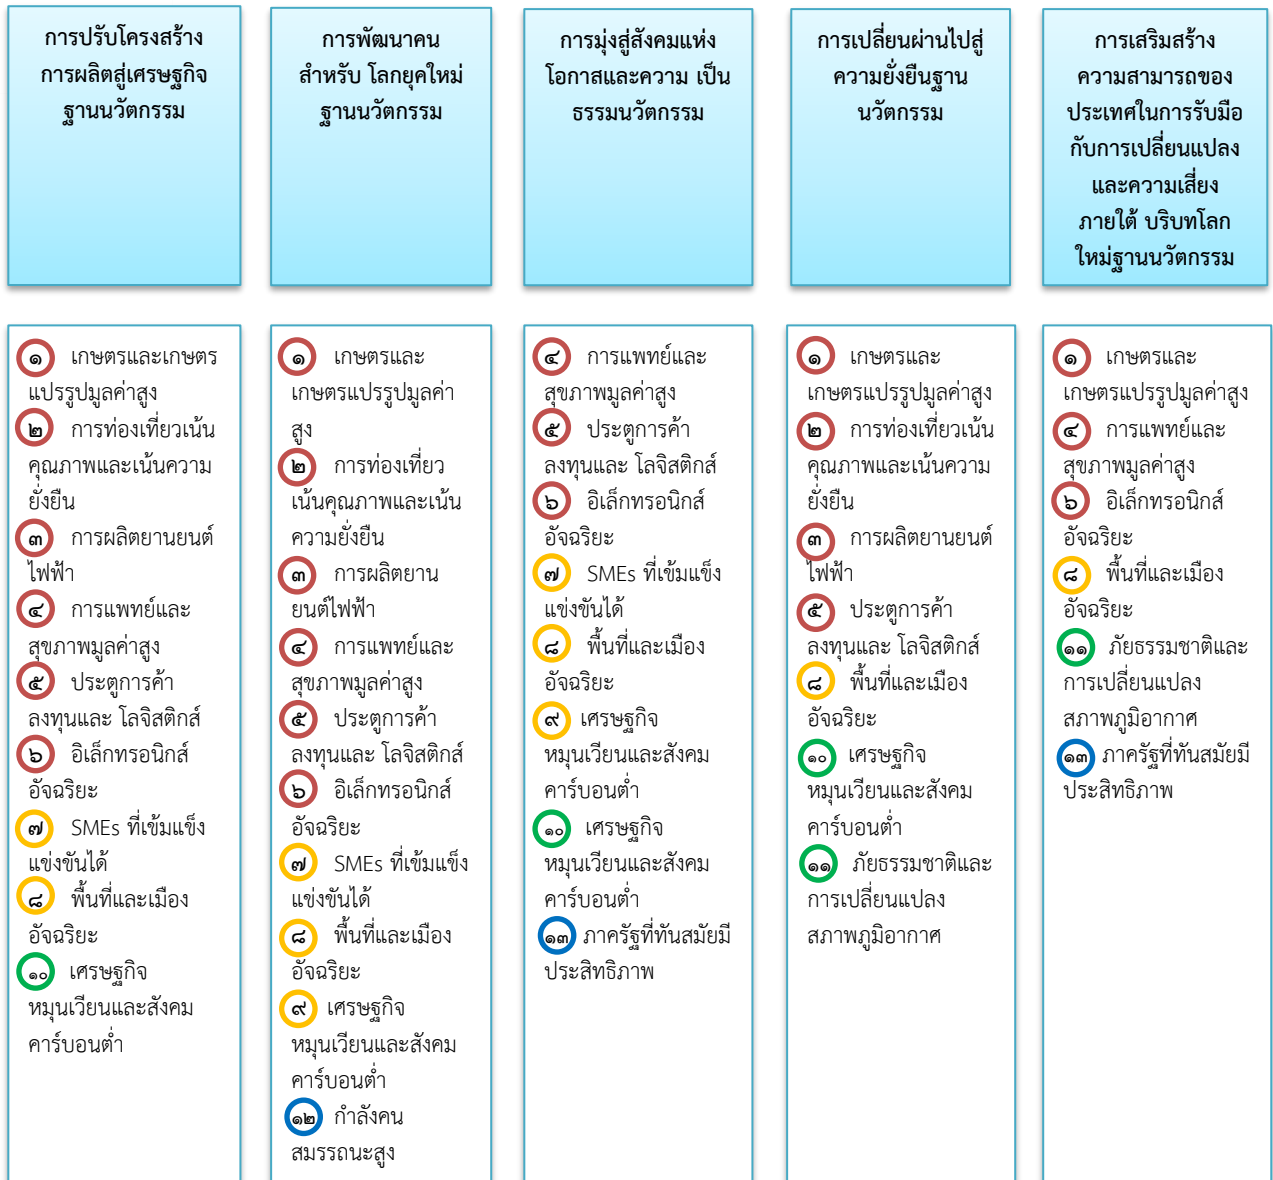 การปรับโครงสร้าง
การผลิตสู่เศรษฐกิจ
ฐานนวัตกรรม
การพัฒนาคน
สำหรับ โลกยุคใหม่
ฐานนวัตกรรม
การมุ่งสู่สังคมแห่ง
โอกาสและความ เป็น
ธรรมนวัตกรรม
การเปลี่ยนผ่านไปสู่
ความยั่งยืนฐาน
นวัตกรรม
การเสริมสร้าง
ความสามารถของ
ประเทศในการรับมือ
กับการเปลี่ยนแปลง
และความเสี่ยง
ภายใต้ บริบทโลก
ใหม่ฐานนวัตกรรม
๑ เกษตรและเกษตร
แปรรูปมูลค่าสูง
๒ การท่องเที่ยวเน้น
คุณภาพและเน้นความ
ยั่งยืน
๓ การผลิตยานยนต์
ไฟฟ้า
๔ การแพทย์และ
สุขภาพมูลค่าสูง
๕ ประตูการค้า
ลงทุนและ โลจิสติกส์
๖ อิเล็กทรอนิกส์
อัจฉริยะ
๗ SMEs ที่เข้มแข็ง
แข่งขันได้
๘ พื้นที่และเมือง
อัจฉริยะ
๑๐ เศรษฐกิจ
หมุนเวียนและสังคม
คาร์บอนต่ำ
๑ เกษตรและ
เกษตรแปรรูปมูลค่า
สูง
๒ การท่องเที่ยว
เน้นคุณภาพและเน้น
ความยั่งยืน
๓ การผลิตยาน
ยนต์ไฟฟ้า
๔ การแพทย์และ
สุขภาพมูลค่าสูง
๕ ประตูการค้า
ลงทุนและ โลจิสติกส์
๖ อิเล็กทรอนิกส์
อัจฉริยะ
๗ SMEs ที่เข้มแข็ง
แข่งขันได้
๘ พื้นที่และเมือง
อัจฉริยะ
๙ เศรษฐกิจ
หมุนเวียนและสังคม
คาร์บอนต่ำ
๑๒ กำลังคน
สมรรถนะสูง
๔ การแพทย์และ
สุขภาพมูลค่าสูง
๕ ประตูการค้า
ลงทุนและ โลจิสติกส์
๖ อิเล็กทรอนิกส์
อัจฉริยะ
๗ SMEs ที่เข้มแข็ง
แข่งขันได้
๘ พื้นที่และเมือง
อัจฉริยะ
๙ เศรษฐกิจ
หมุนเวียนและสังคม
คาร์บอนต่ำ
๑๐ เศรษฐกิจ
หมุนเวียนและสังคม
คาร์บอนต่ำ
๑๓ ภาครัฐที่ทันสมัยมี
ประสิทธิภาพ
๑ เกษตรและ
เกษตรแปรรูปมูลค่าสูง
๒ การท่องเที่ยวเน้น
คุณภาพและเน้นความ
ยั่งยืน
๓ การผลิตยานยนต์
ไฟฟ้า
๕ ประตูการค้า
ลงทุนและ โลจิสติกส์
๘ พื้นที่และเมือง
อัจฉริยะ
๑๐ เศรษฐกิจ
หมุนเวียนและสังคม
คาร์บอนต่ำ
๑๑ ภัยธรรมชาติและ
การเปลี่ยนแปลง
สภาพภูมิอากาศ
๑ เกษตรและ
เกษตรแปรรูปมูลค่าสูง
๔ การแพทย์และ
สุขภาพมูลค่าสูง
๖ อิเล็กทรอนิกส์
อัจฉริยะ
๘ พื้นที่และเมือง
อัจฉริยะ
๑๑ ภัยธรรมชาติและ
การเปลี่ยนแปลง
สภาพภูมิอากาศ
๑๓ ภาครัฐที่ทันสมัยมี
ประสิทธิภาพ